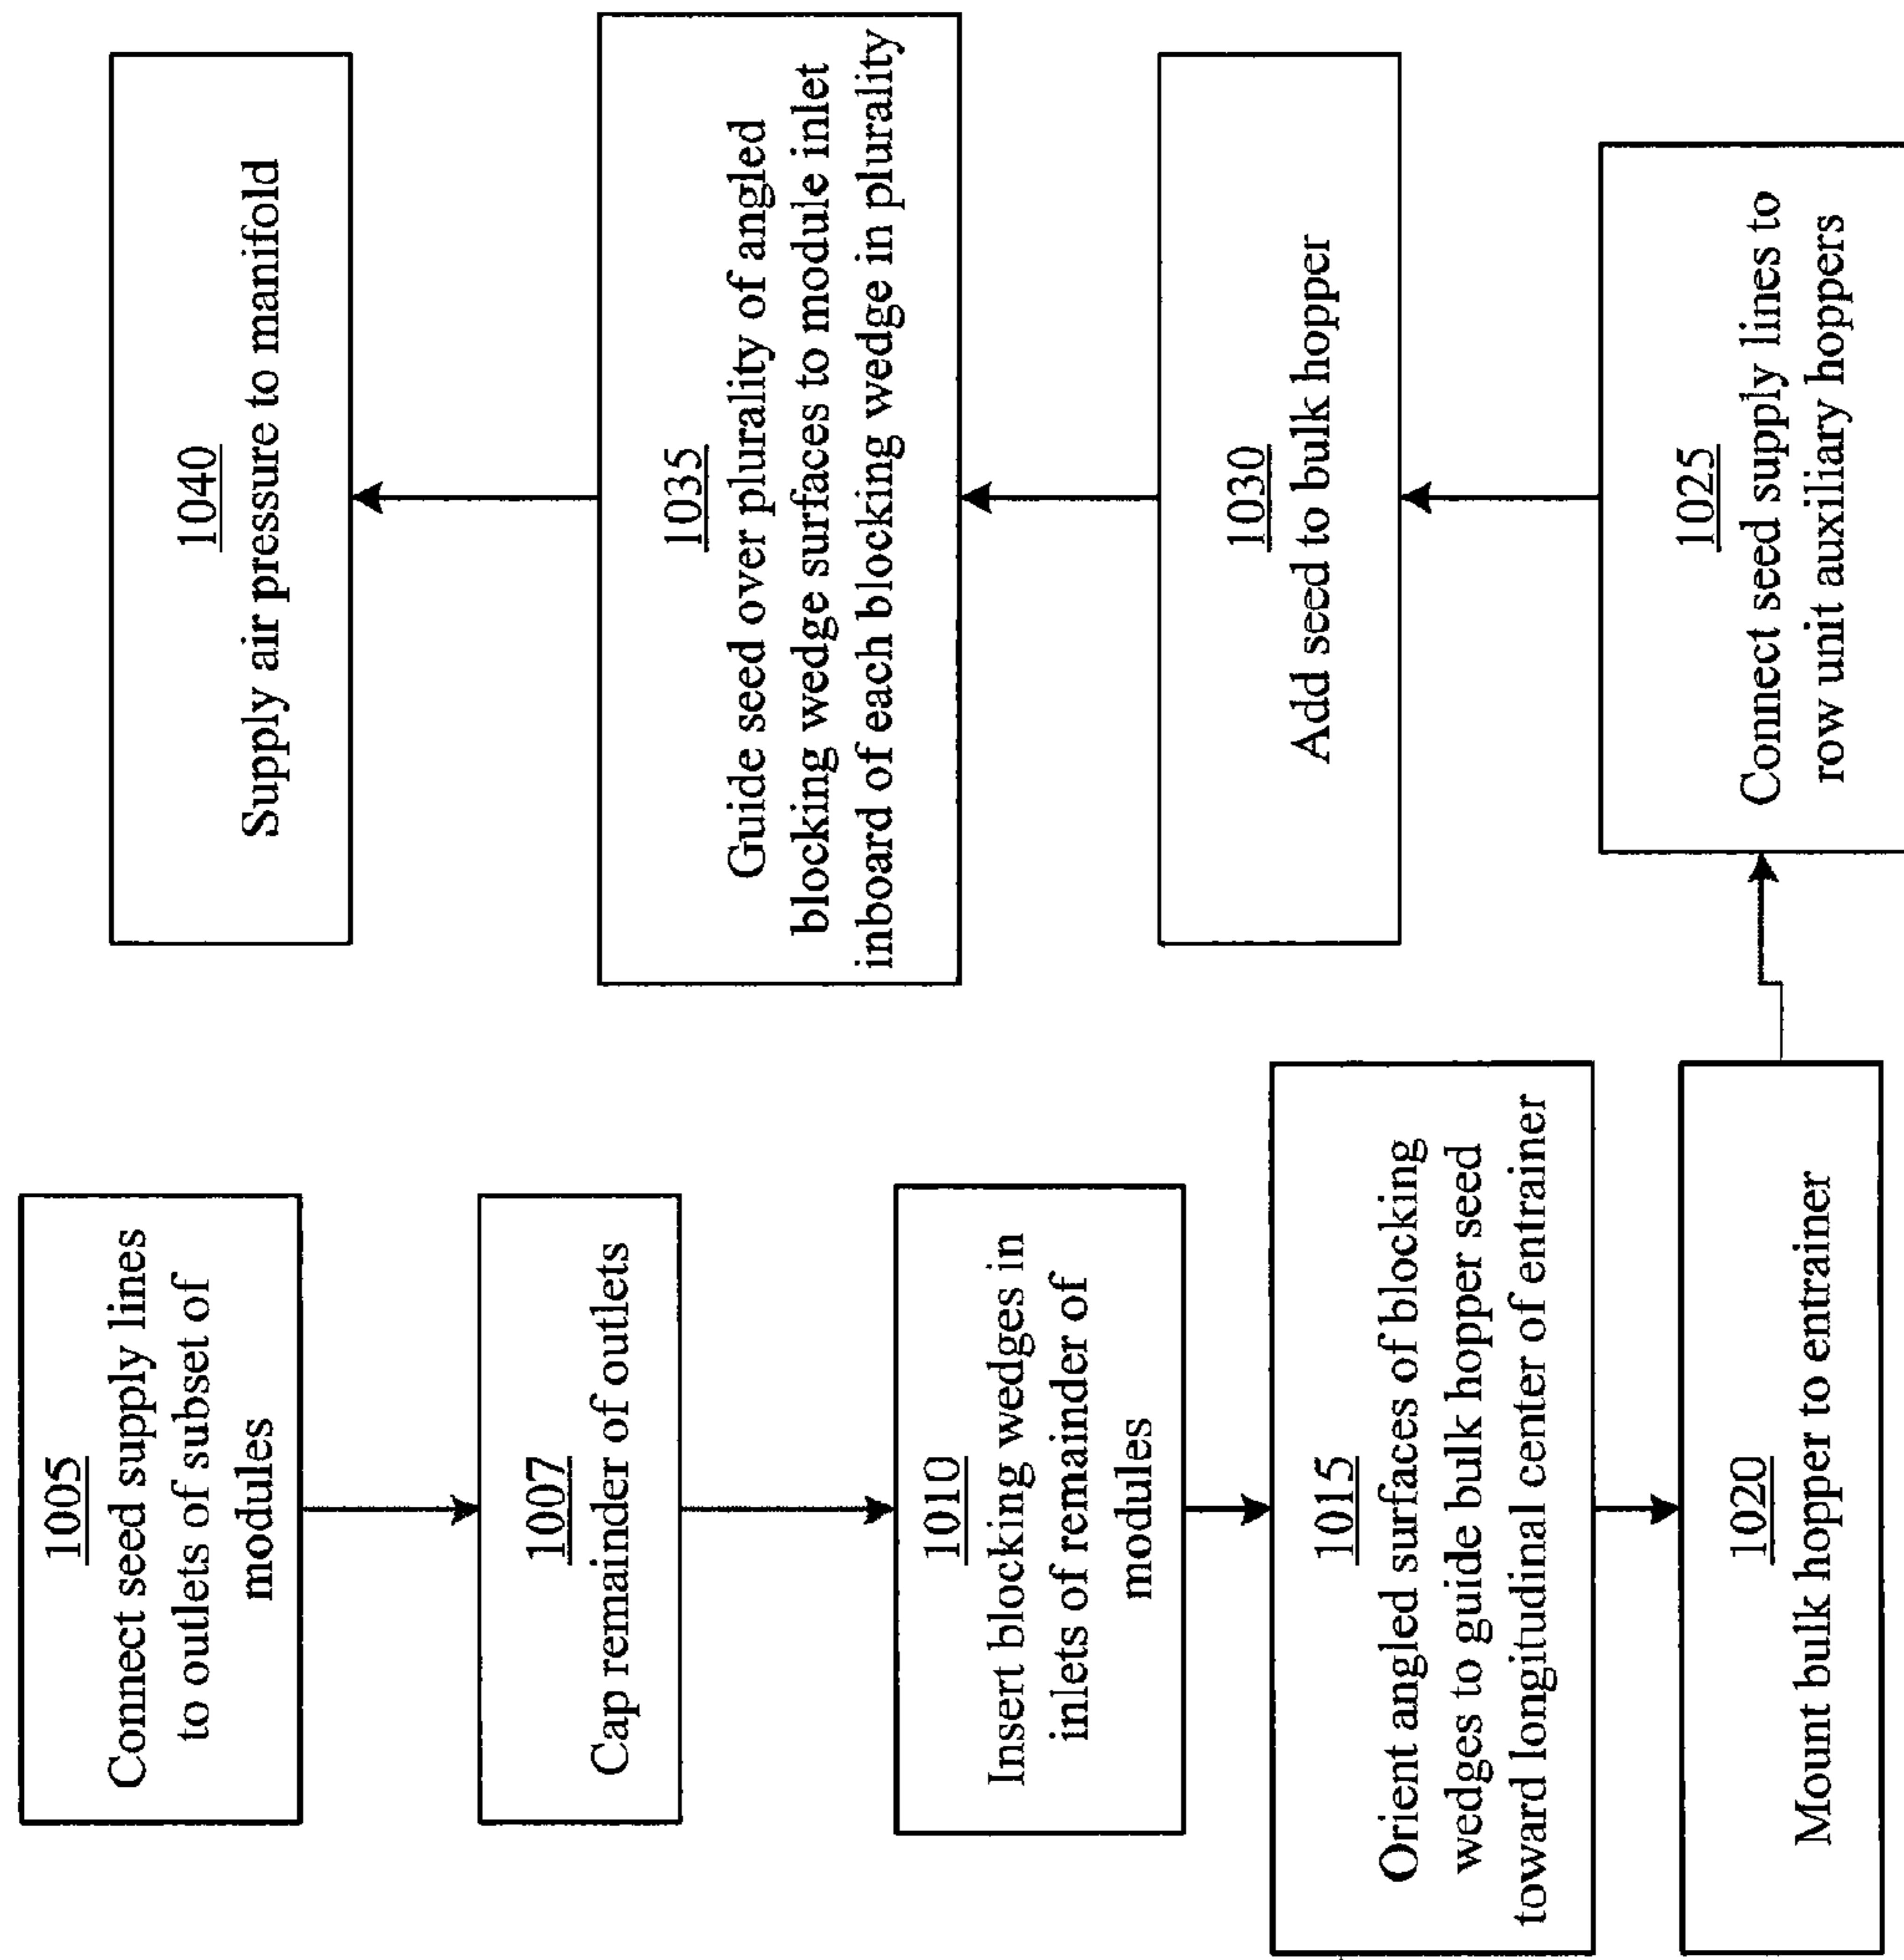 1005
Connect seed supply lines
to outlets of subset of
modules
1007
Cap remainder of outlets
1010
Insert blocking wedges in
inlets of remainder of
modules
1015
Orient angled surfaces of blocking
wedges to guide bulk hopper seed
toward longitudinal center of entrainer
1020
Mount bulk hopper to entrainer
1025
Connect seed supply lines to
row unit auxiliary hoppers
1030
Add seed to bulk hopper
1035
Guide seed over plurality of angled
blocking wedge surfaces to module inlet
inboard of each blocking wedge in plurality
1040
Supply air pressure to manifold